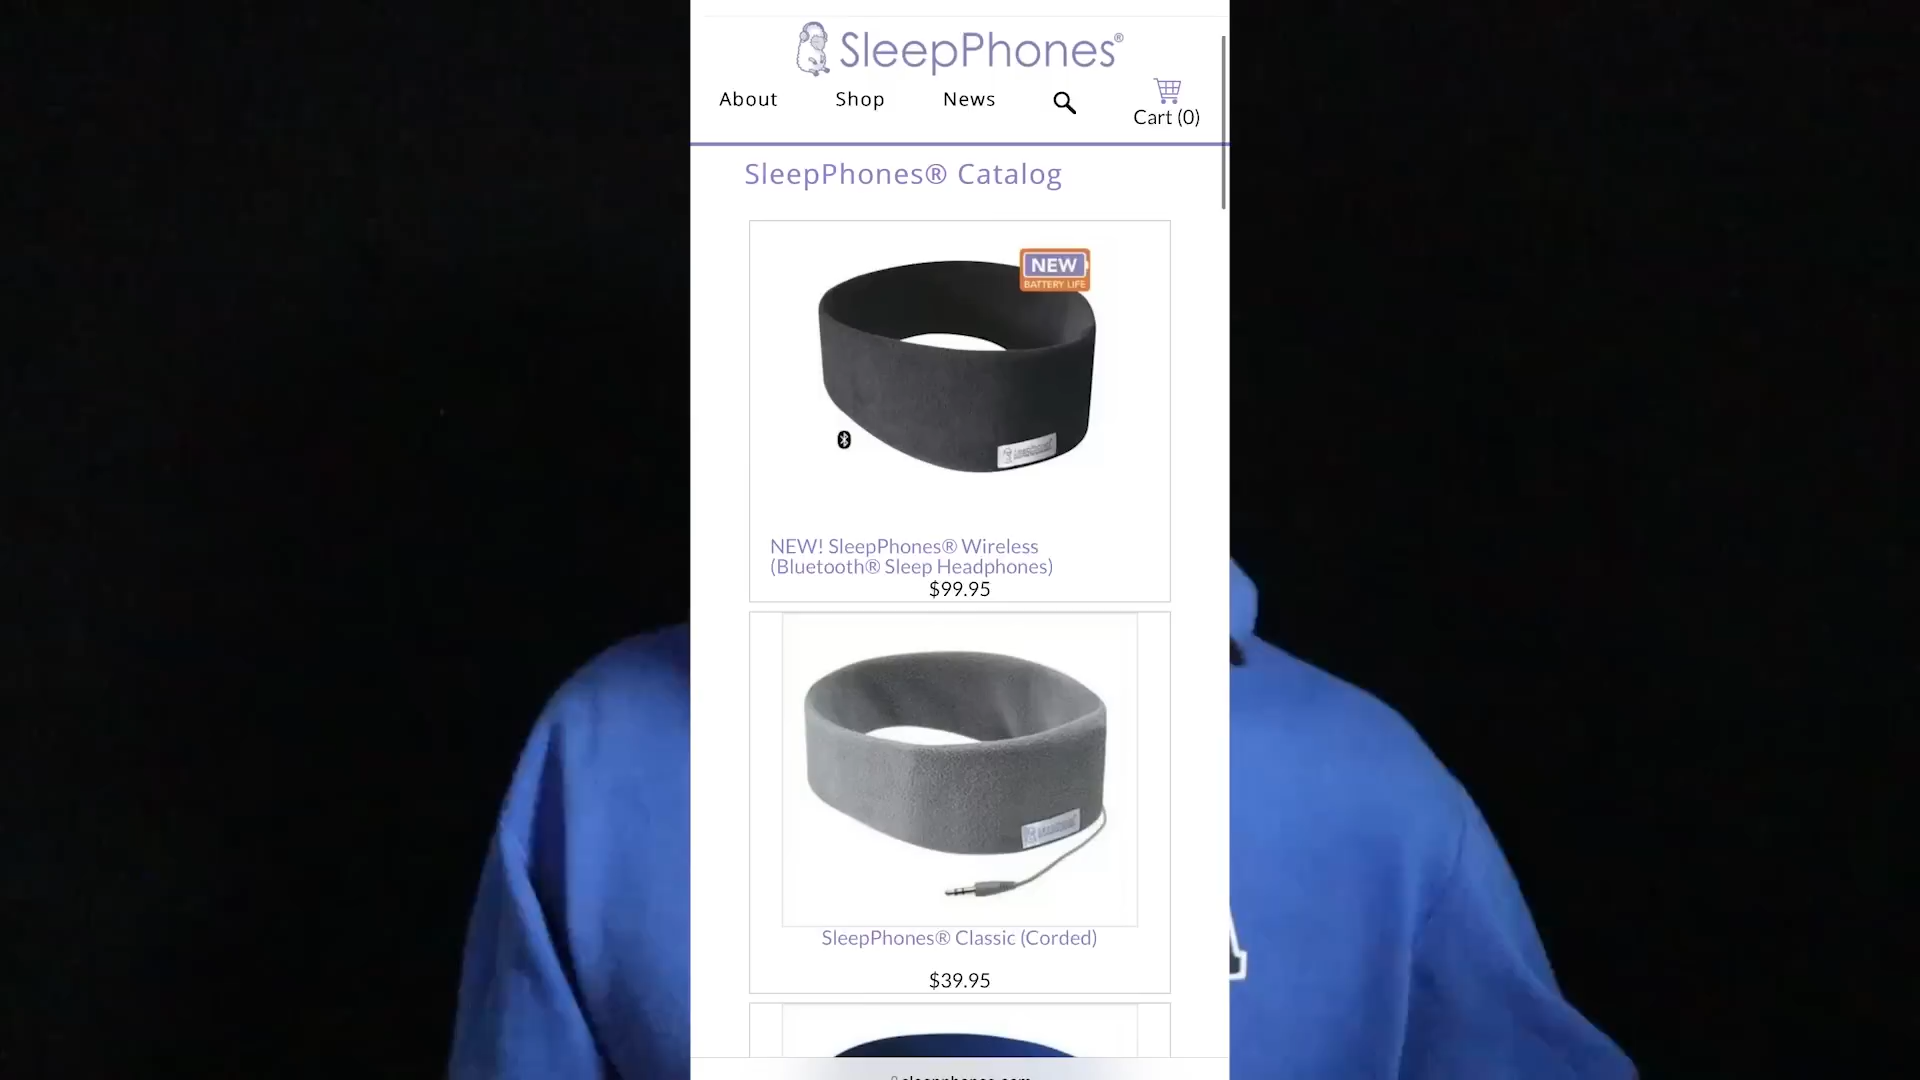 SleepPhones®
About Shop News
Cart (0)
SleepPhones® Catalog
NEW
BATTERY LIFE
NEW! SleepPhones® Wireless
(Bluetooth® Sleep Headphones)
$99.95
SleepPhones® Classic (Corded)
$39.95